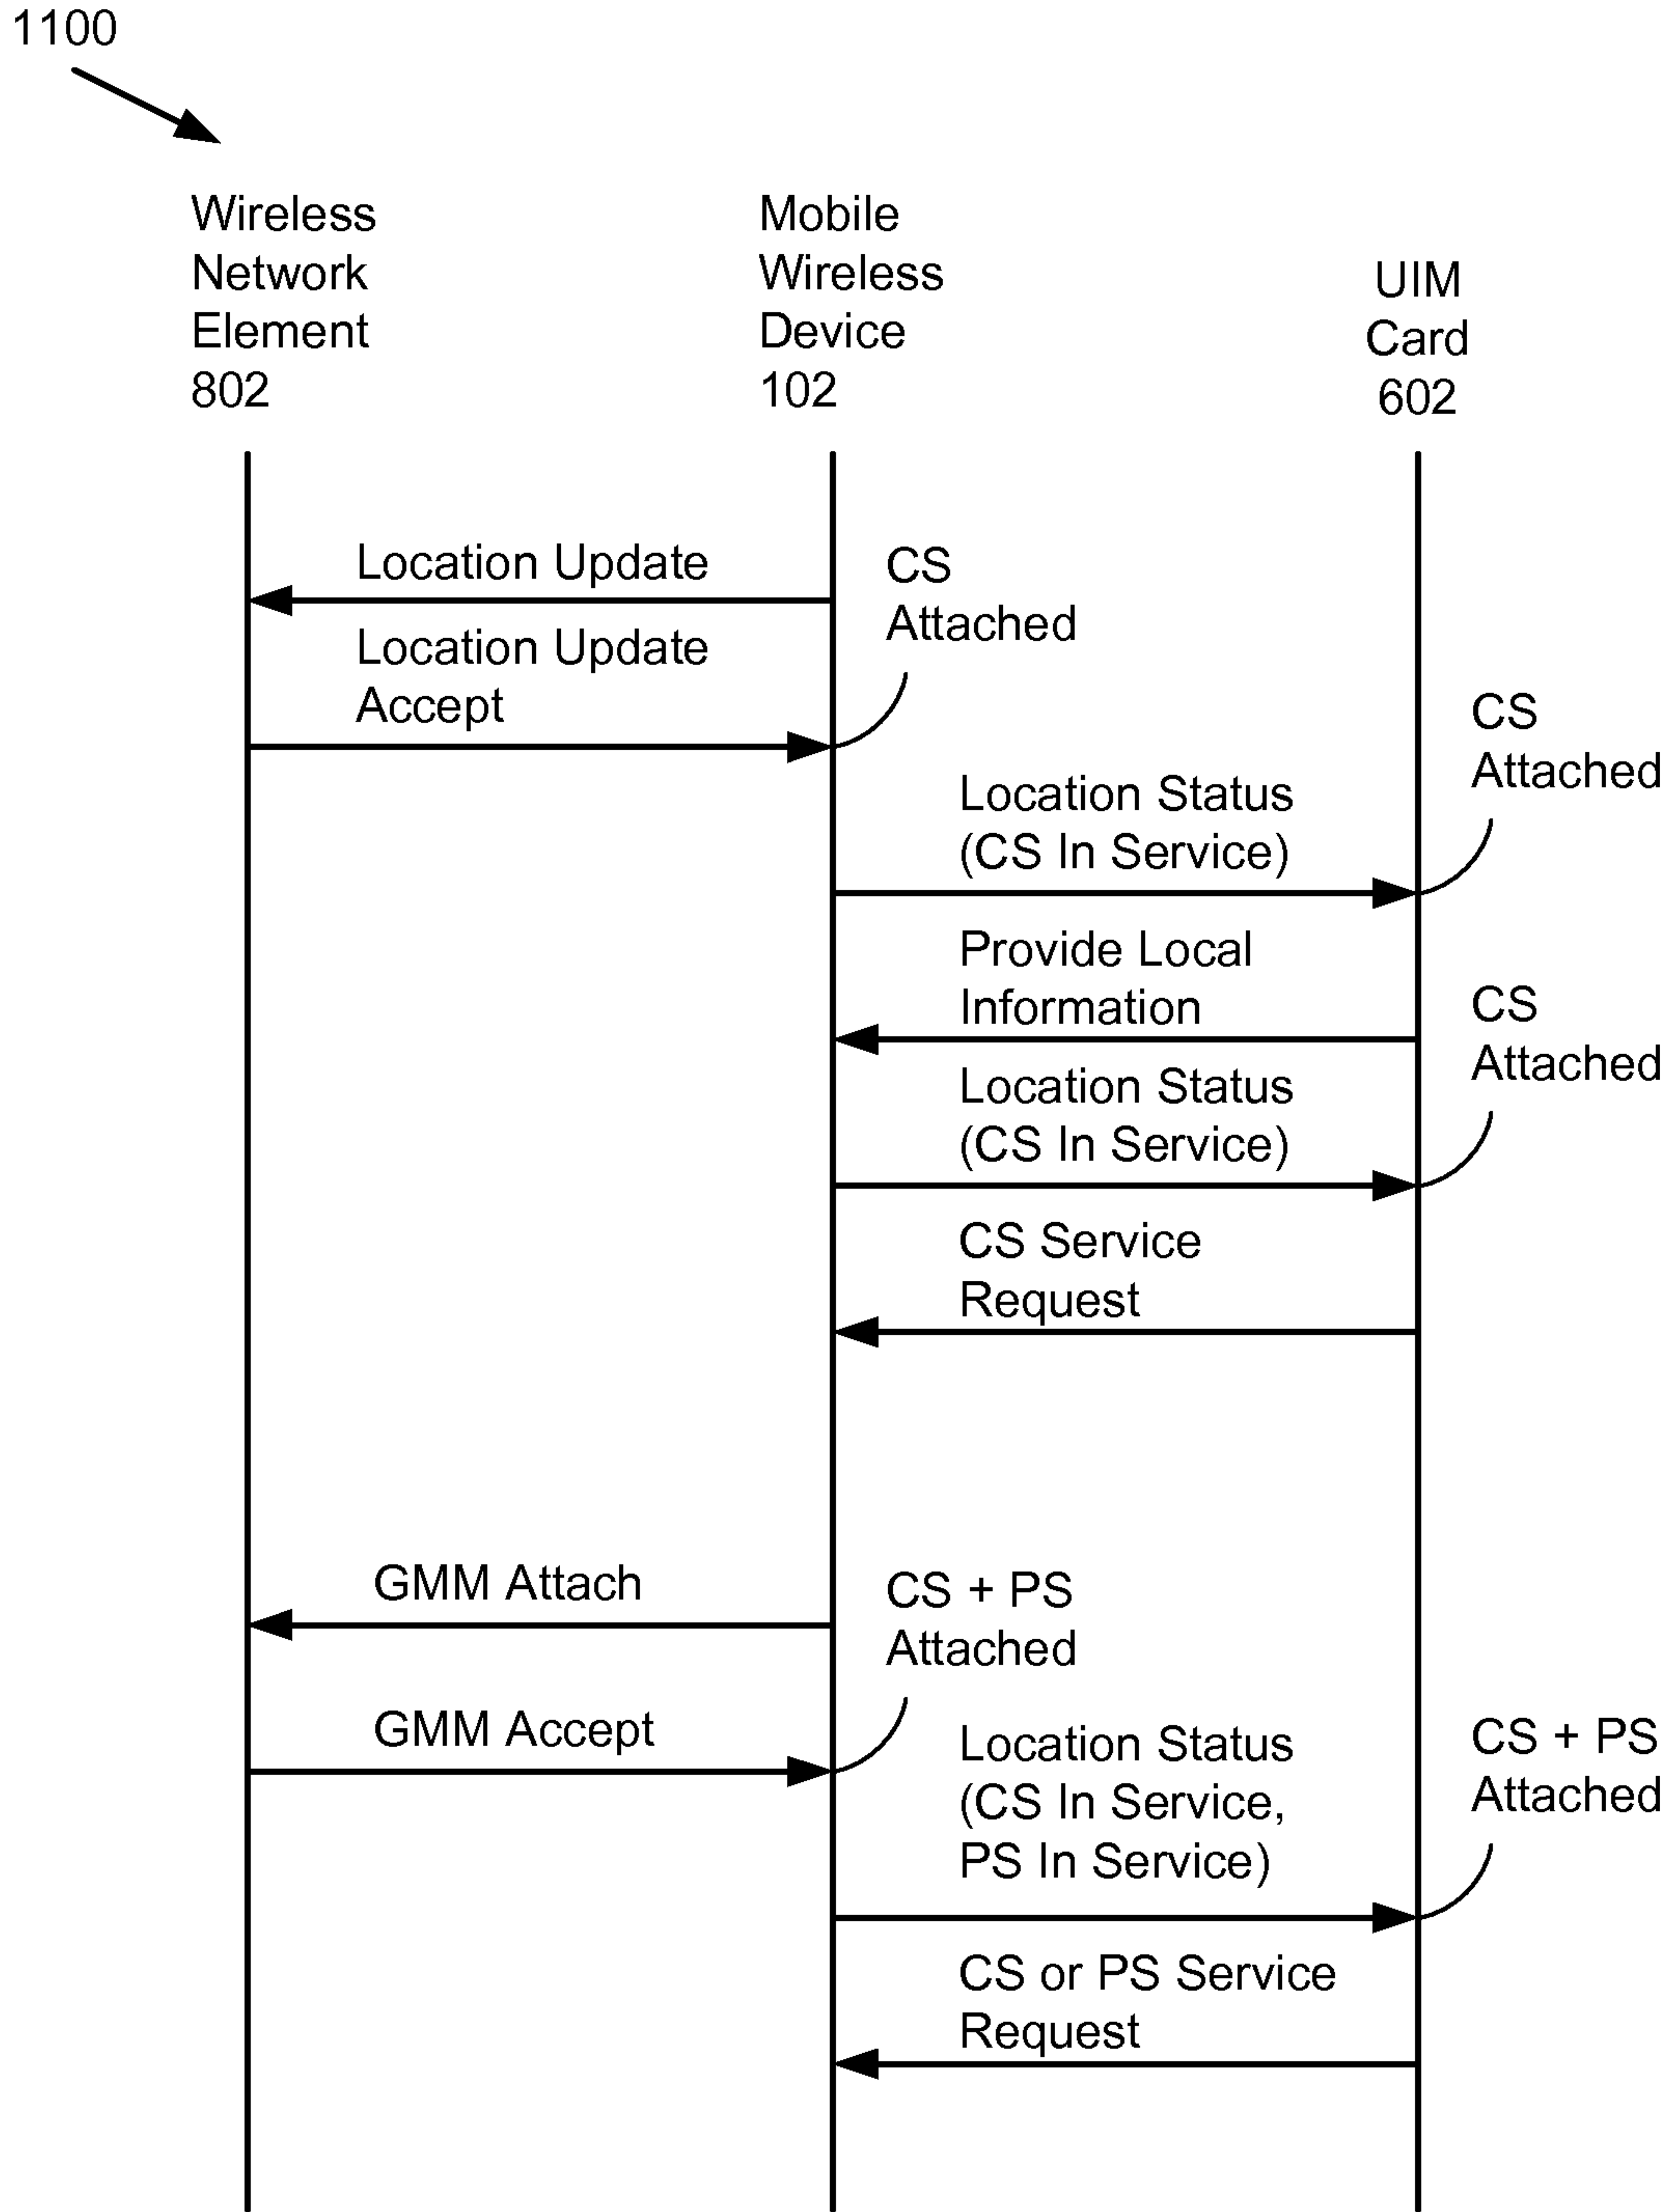 1100
Wireless
Network
Element
802
Mobile
Wireless
Device
102
UIM
Card
602
Location Update
CS
Attached
Location Update
Accept
CS
Attached
Location Status
(CS In Service)
Provide Local
Information
CS
Attached
Location Status
(CS In Service)
CS Service
Request
GMM Attach
CS + PS
Attached
GMM Accept
Location Status
(CS In Service,
PS In Service)
CS + PS
Attached
CS or PS Service
Request